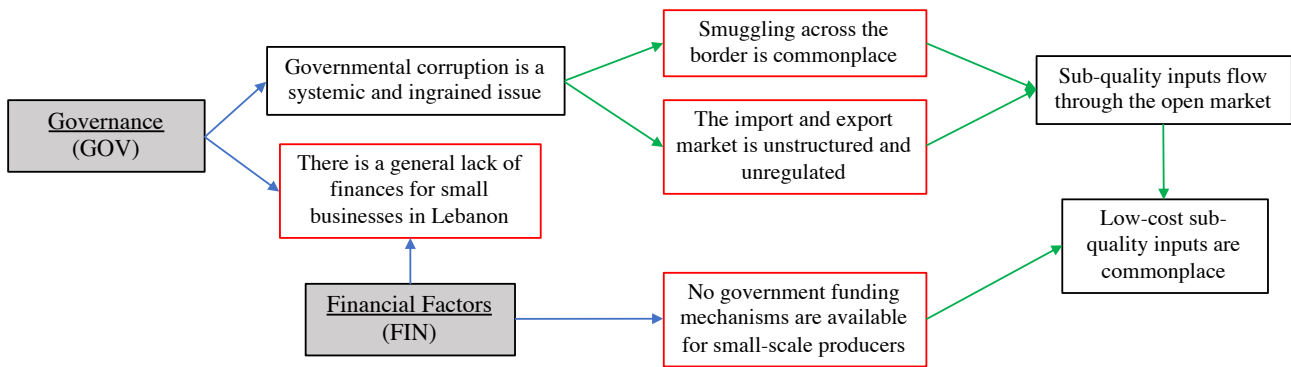 Governance
(GOV)
Governmental corruption is a
systemic and ingrained issue
There is a general lack of
finances for small
businesses in Lebanon
Financial Factors
(FIN)
Smuggling across the
border is commonplace
The import and export
market is unstructured and
unregulated
No government funding
mechanisms are available
for small-scale producers
Sub-quality inputs flow
through the open market
Low-cost sub-
quality inputs are
commonplace